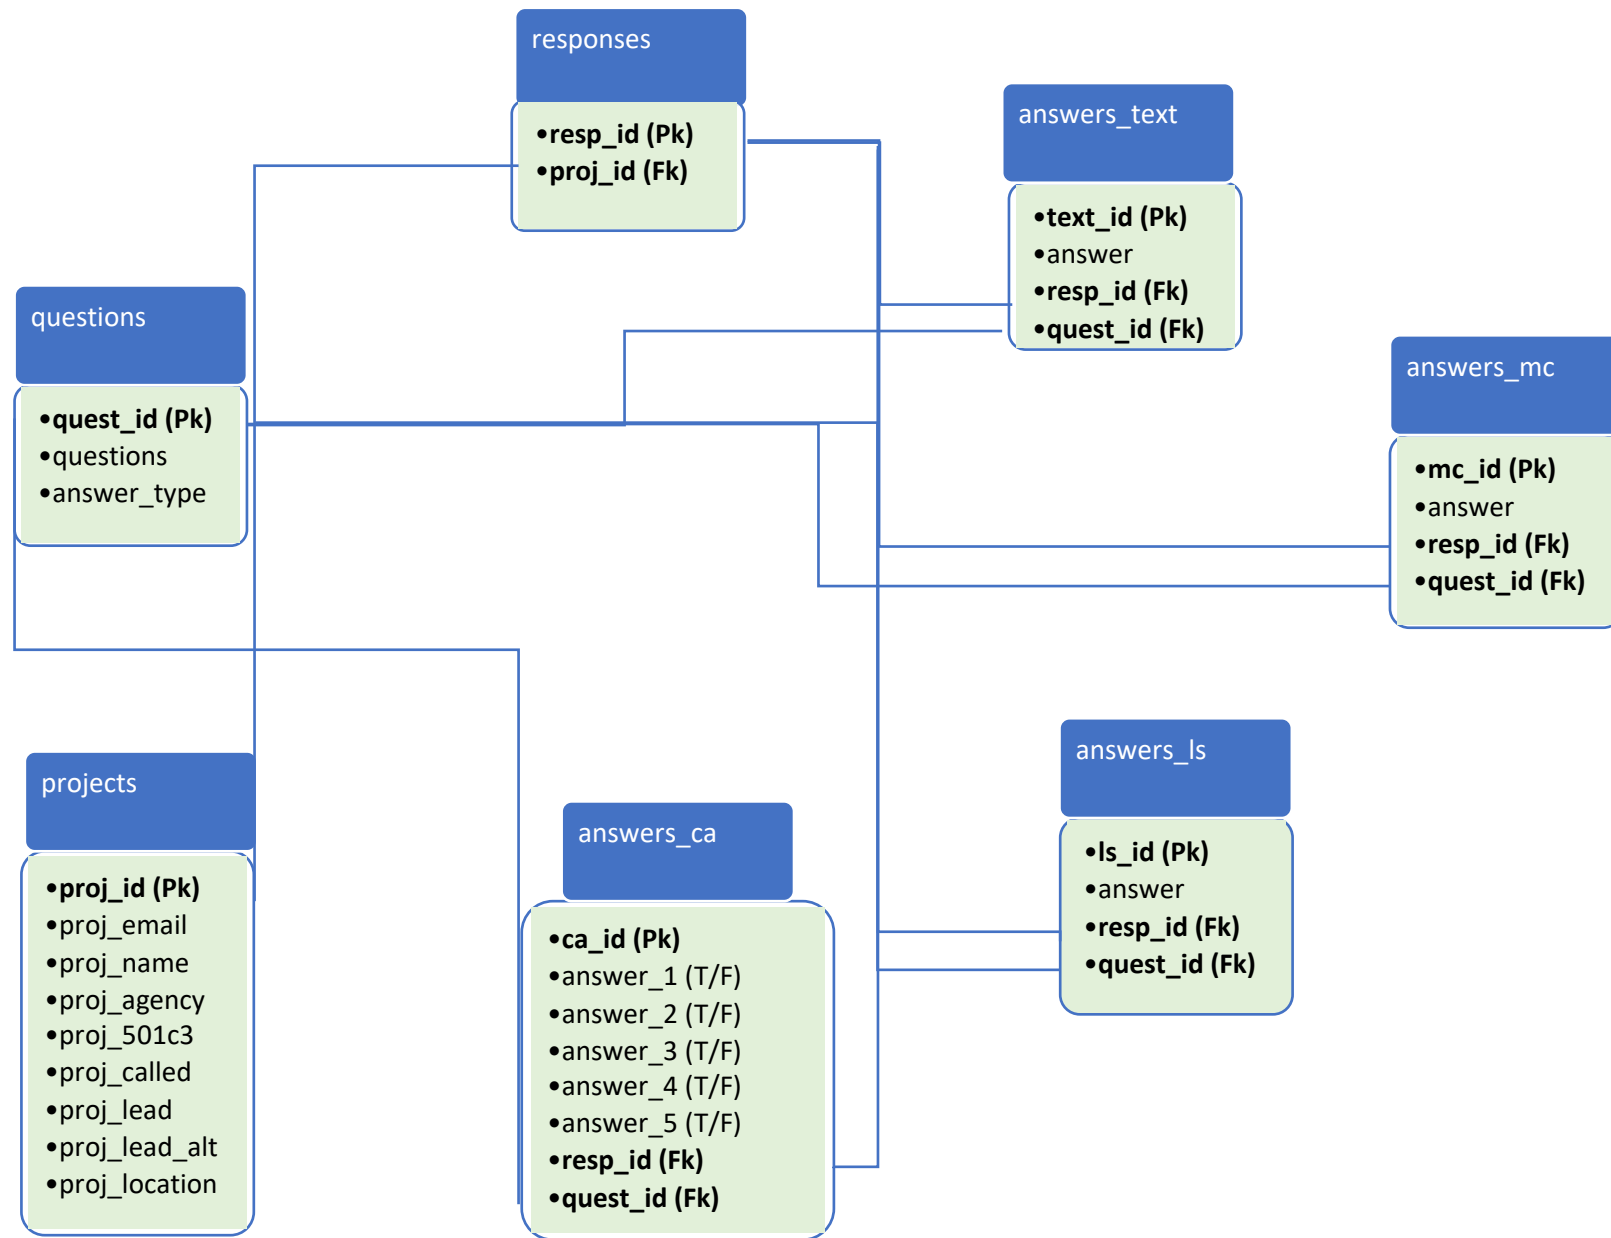 responses
•resp_id (Pk)
•proj_id (Fk)
answers_text
•text_id (Pk)
•answer
•resp_id (Fk)
•quest_id (Fk)
questions
•quest_id (Pk)
•questions
•answer_type
answers_mc
•mc_id (Pk)
•answer
•resp_id (Fk)
•quest_id (Fk)
projects
•proj_id (Pk)
•proj_email
•proj_name
•proj_agency
•proj_501c3
•proj_called
•proj_lead
•proj_lead_alt
•proj_location
answers_ca
•ca_id (Pk)
•answer_1 (T/F)
•answer_2 (T/F)
•answer_3 (T/F)
•answer_4 (T/F)
•answer_5 (T/F)
•resp_id (Fk)
•quest_id (Fk)
answers_ls
•ls_id (Pk)
•answer
•resp_id (Fk)
•quest_id (Fk)